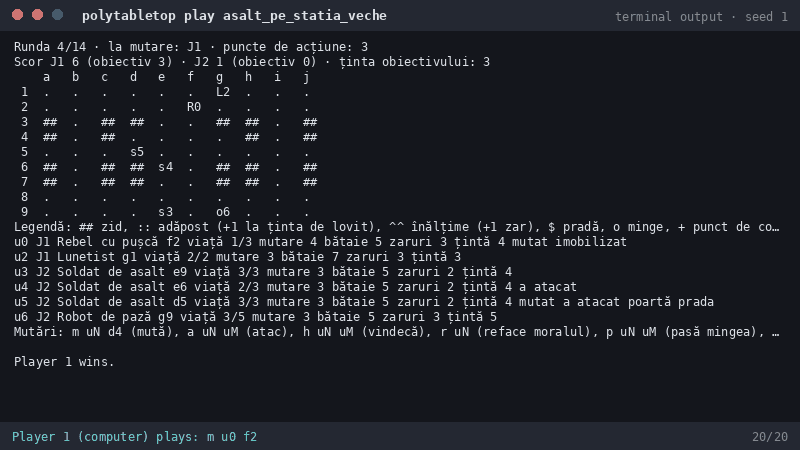 polytabletop play asalt_pe_statia_veche
terminal output · seed 1
Runda 4/14 · la mutare: J1 · puncte de acțiune: 3
Scor J1 6 (obiectiv 3) · J2 1 (obiectiv 0) · ținta obiectivului: 3
a b c d e f g h i j
1 . . . . . . L2 . . .
2 . . . . . R0 . . . .
3 ## . ## ## . . ## ## . ##
4 ## . ## . . . . ## . ##
5 . . . s5 . . . . . .
6 ## . ## ## s4 . ## ## . ##
7 ## . ## ## . . ## ## . ##
8 . . . . . . . . . .
9 . . . . s3 . o6 . . .
Legendă: ## zid, :: adăpost (+1 la ținta de lovit), ^^ înălțime (+1 zar), $ pradă, o minge, + punct de co…
u0 J1 Rebel cu pușcă f2 viață 1/3 mutare 4 bătaie 5 zaruri 3 țintă 4 mutat imobilizat
u2 J1 Lunetist g1 viață 2/2 mutare 3 bătaie 7 zaruri 3 țintă 3
u3 J2 Soldat de asalt e9 viață 3/3 mutare 3 bătaie 5 zaruri 2 țintă 4
u4 J2 Soldat de asalt e6 viață 2/3 mutare 3 bătaie 5 zaruri 2 țintă 4 a atacat
u5 J2 Soldat de asalt d5 viață 3/3 mutare 3 bătaie 5 zaruri 2 țintă 4 mutat a atacat poartă prada
u6 J2 Robot de pază g9 viață 3/5 mutare 3 bătaie 5 zaruri 3 țintă 5
Mutări: m uN d4 (mută), a uN uM (atac), h uN uM (vindecă), r uN (reface moralul), p uN uM (pasă mingea), …
Player 1 wins.
Player 1 (computer) plays: m u0 f2
20/20